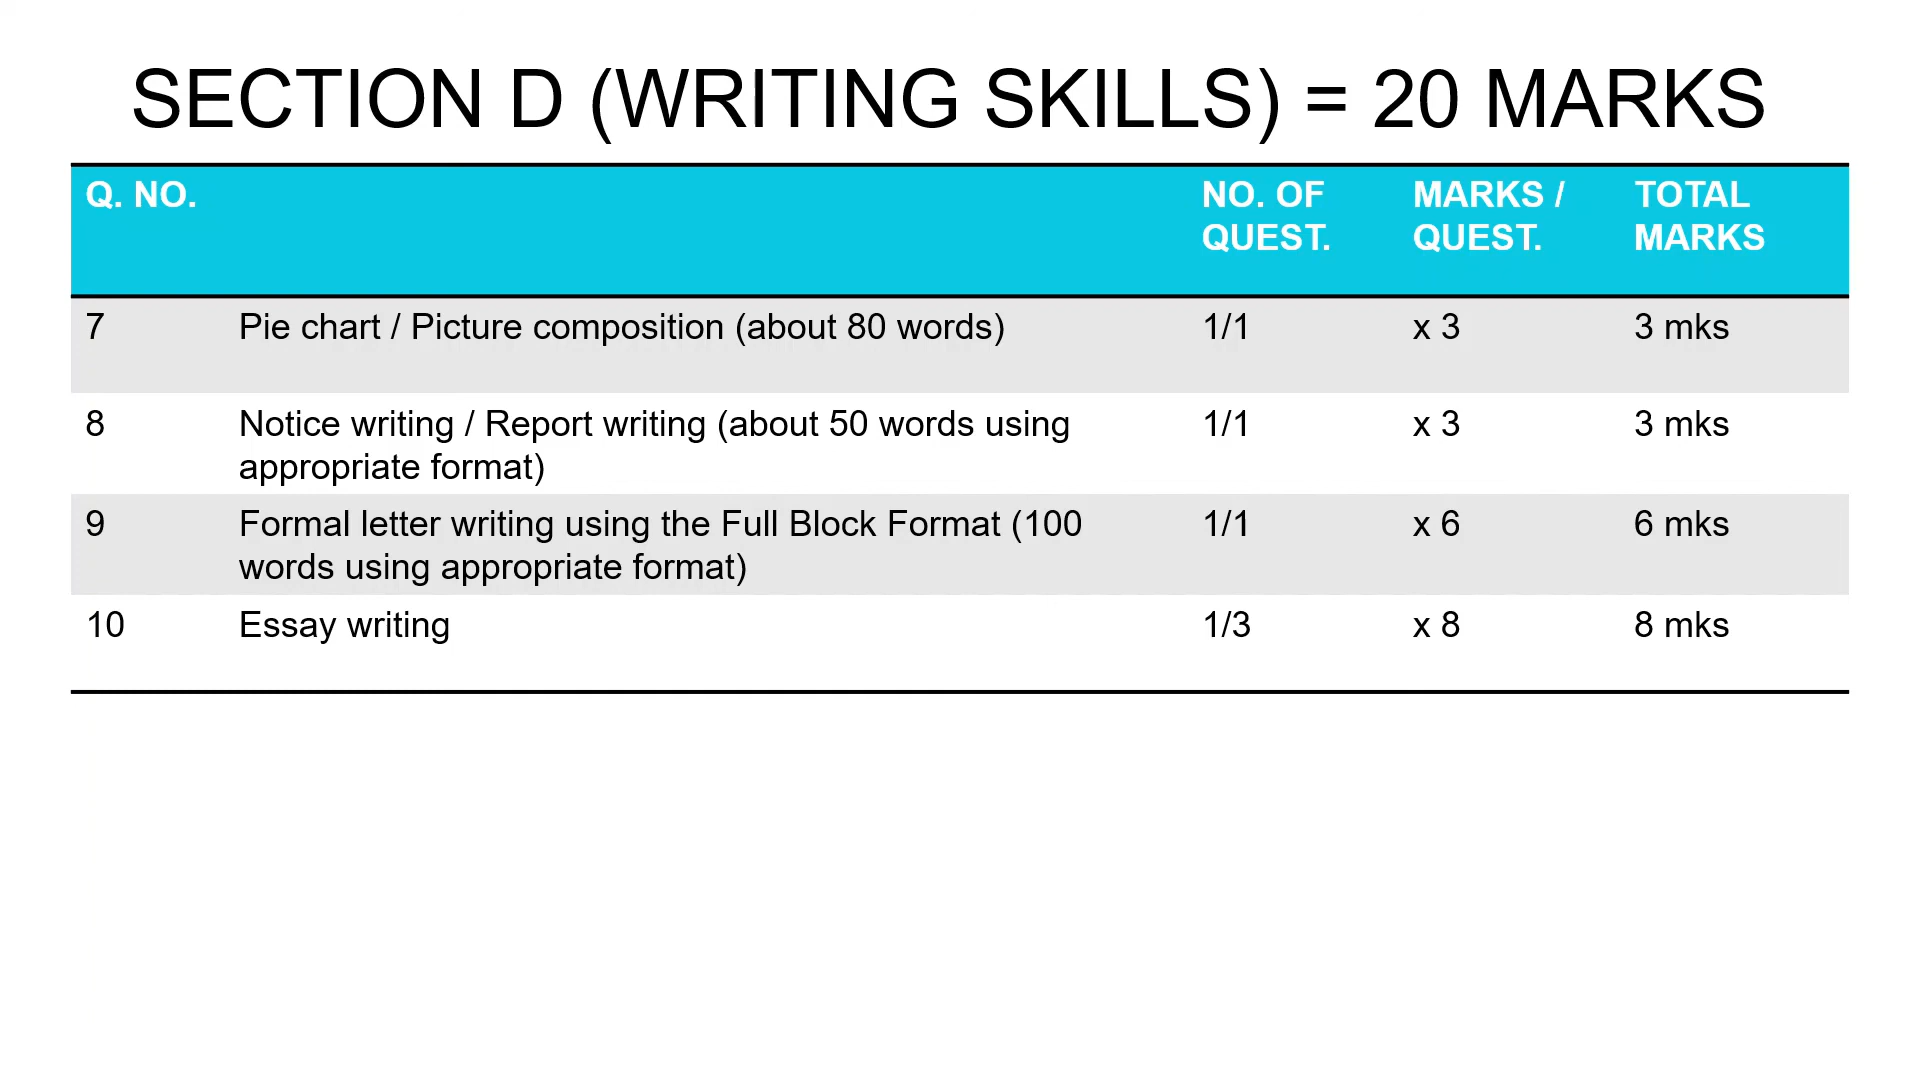 SECTION D (WRITING SKILLS) = 20 MARKS
Q. NO. NO. OF QUEST. MARKS / QUEST. TOTAL MARKS
7 Pie chart / Picture composition (about 80 words) 1/1 x 3 3 mks
8 Notice writing / Report writing (about 50 words using 1/1 x 3 3 mks
appropriate format)
9 Formal letter writing using the Full Block Format (100 1/1 x 6 6 mks
words using appropriate format)
10 Essay writing 1/3 x 8 8 mks